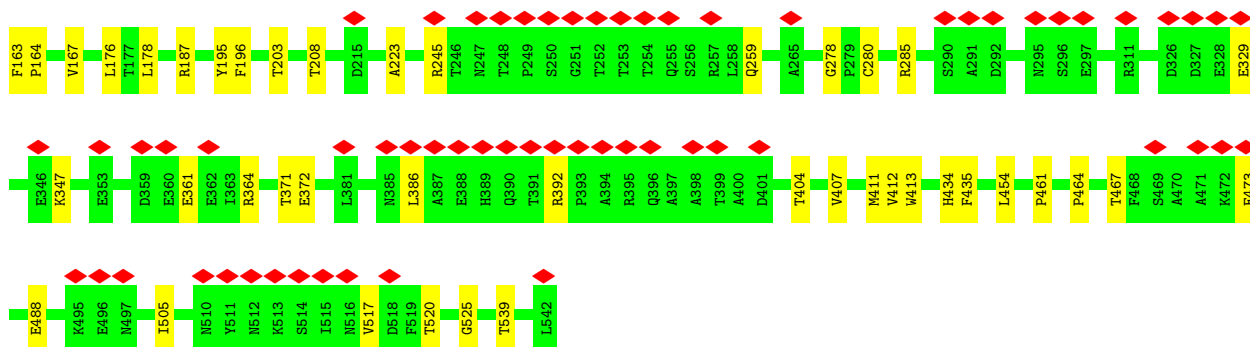 F163 P164 V167 L176 T177 L178 R187 Y195 F196 T203 T208 D215 A223 R245 T246 N247 T248 P249 S250 G251 T252 T253 T254 Q255 S256 R257 L258 Q259 A265 G278 P279 C280 R285 S290 A291 D292 N295 S296 E297 R311 D326 D327 E328 E329
E346 K347 E353 D359 E360 E361 E362 I363 R364 T371 E372 L381 N385 L386 A387 E388 H389 Q390 T391 R392 P393 A394 R395 Q396 A397 A398 T399 A400 D401 T404 V407 M411 V412 W413 H434 F435 L454 P461 P464 T467 F468 S469 A470 A471 K472
E488 K495 E496 N497 I505 N510 Y511 N512 K513 S514 I515 N516 V517 D518 F519 T520 G525 T539 L542